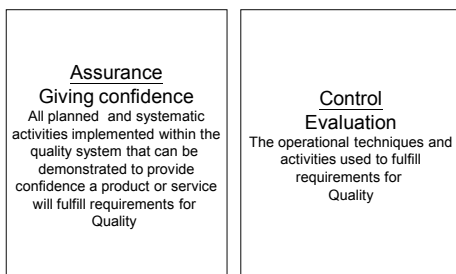 Assurance
Giving confidence
All planned and systematic
activities implemented within the
quality system that can be
demonstrated to provide
confidence a product or service
will fulfill requirements for
Quality
Control
Evaluation
The operational techniques and
activities used to fulfill
requirements for
Quality